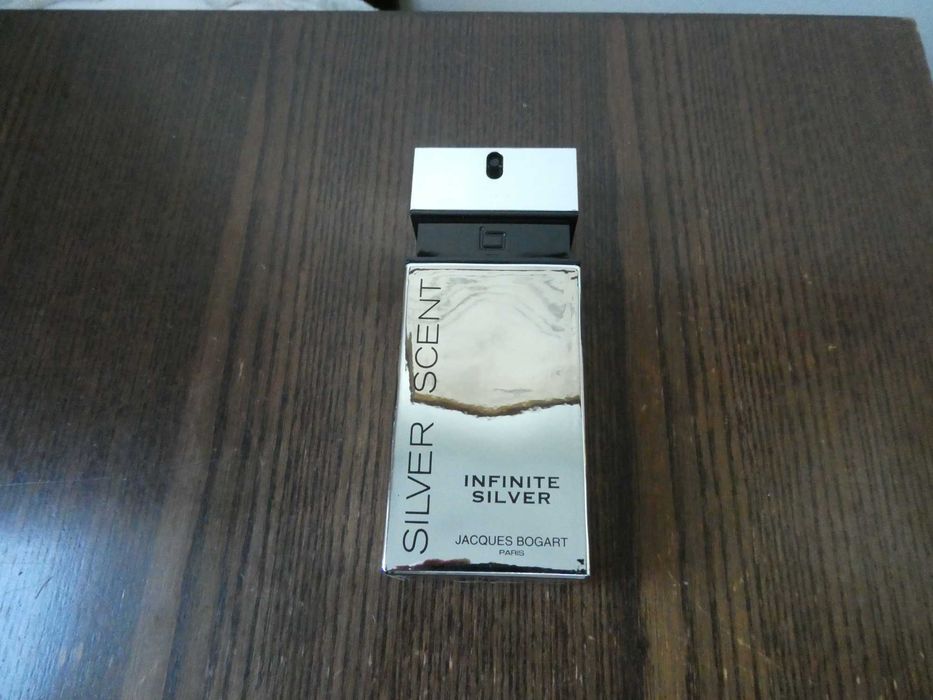 SILVER SCENT
INFINITE
SILVER
JACQUES BOGART
PARIS